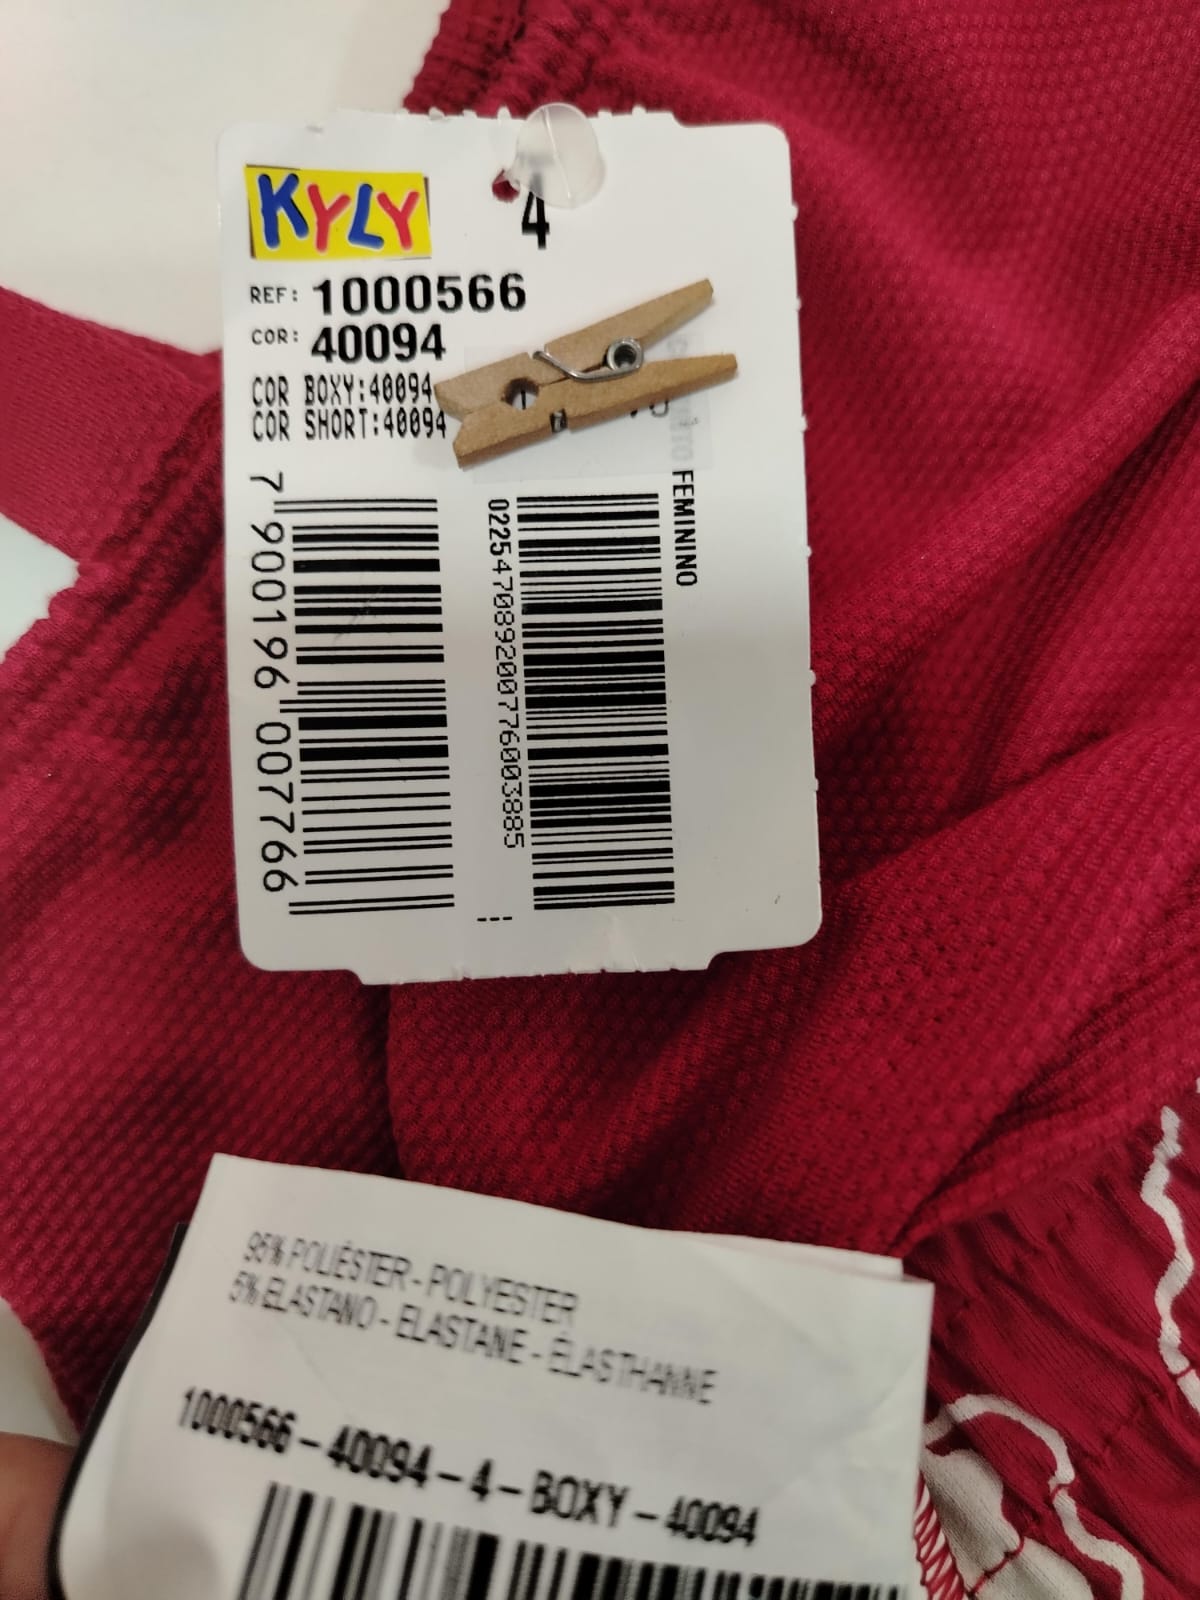 KYLY
4
REF: 1000566
COR: 40094
COR BOXY:40094
COR SHORT:40094
FEMININO
7 900196 007766
0225470892007760003885
95% POLIÉSTER - POLYESTER
5% ELASTANO - ELASTANE - ÉLASTHANNE
1000566 - 40094 - 4 - BOXY - 40094